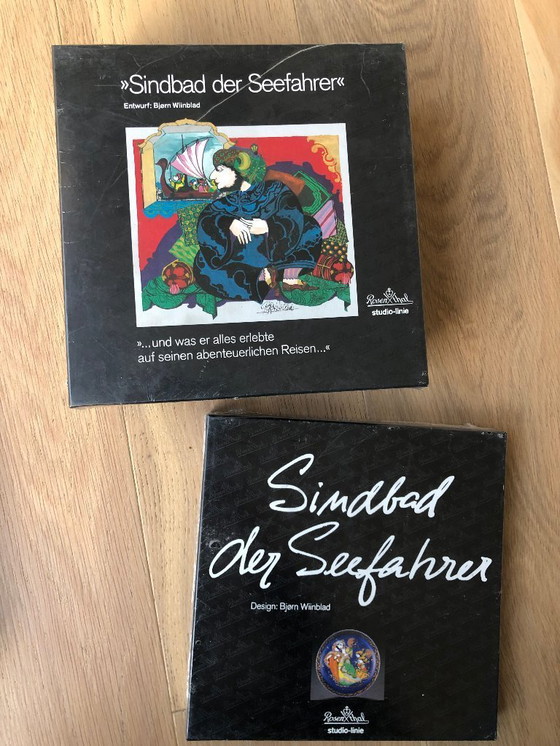 »Sindbad der Seefahrer«
Entwurf: Bjørn Wiinblad
Rosenthal
studio-linie
»...und was er alles erlebte
auf seinen abenteuerlichen Reisen...«
Sindbad
der Seefahrer
Design: Bjørn Wiinblad
Rosenthal
studio-linie